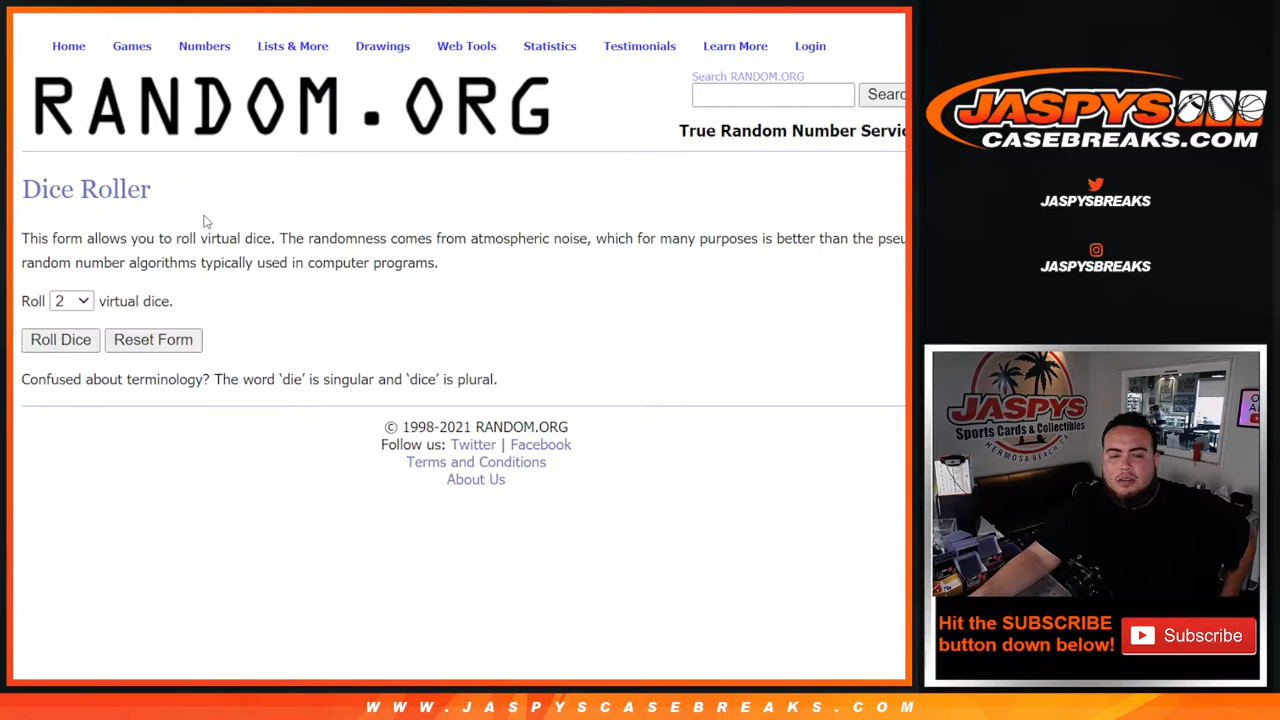 Home Games Numbers Lists & More Drawings Web Tools Statistics Testimonials Learn More Login
RANDOM.ORG
Search RANDOM.ORG
Searc
True Random Number Servic
Dice Roller
This form allows you to roll virtual dice. The randomness comes from atmospheric noise, which for many purposes is better than the pseu
random number algorithms typically used in computer programs.
Roll 2 virtual dice.
Roll Dice Reset Form
Confused about terminology? The word ‘die’ is singular and ‘dice’ is plural.
© 1998-2021 RANDOM.ORG
Follow us: Twitter | Facebook
Terms and Conditions
About Us
JASPYS
CASEBREAKS.COM
JASPYSBREAKS
JASPYSBREAKS
JASPYS
Sports Cards & Collectibles
HERMOSA BEACH CA
Hit the SUBSCRIBE
button down below!
Subscribe
WWW.JASPYSCASEBREAKS.COM